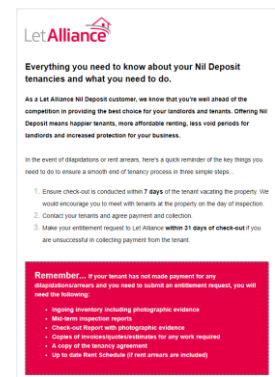 LetAlliance
Everything you need to know about your Nil Deposit
tenancies and what you need to do.
As a Let Alliance Nil Deposit customer, we know that you're well ahead of the
competition in providing the best choice for your landlords and tenants. Offering Nil
Deposit means happier tenants, more affordable renting, less void periods for
landlords and increased protection for your business.
In the event of dilapidations or rent arrears, here's a quick reminder of the key things you
need to do to ensure a smooth end of tenancy process in three simple steps...
1. Ensure check-out is conducted within 7 days of the tenant vacating the property. We
would encourage you to meet with tenants at the property on the day of inspection.
2. Contact your tenants and agree payment and collection.
3. Make your entitlement request to Let Alliance within 31 days of check-out if you
are unsuccessful in collecting payment from the tenant.
Remember... If your tenant has not made payment for any
dilapidations/arrears and you need to submit an entitlement request, you will
need the following:
• Ingoing inventory including photographic evidence
• Mid-term inspection reports
• Check-out Report with photographic evidence
• Copies of invoices/quotes/estimates for any work required
• A copy of the tenancy agreement
• Up to date Rent Schedule (if rent arrears are included)